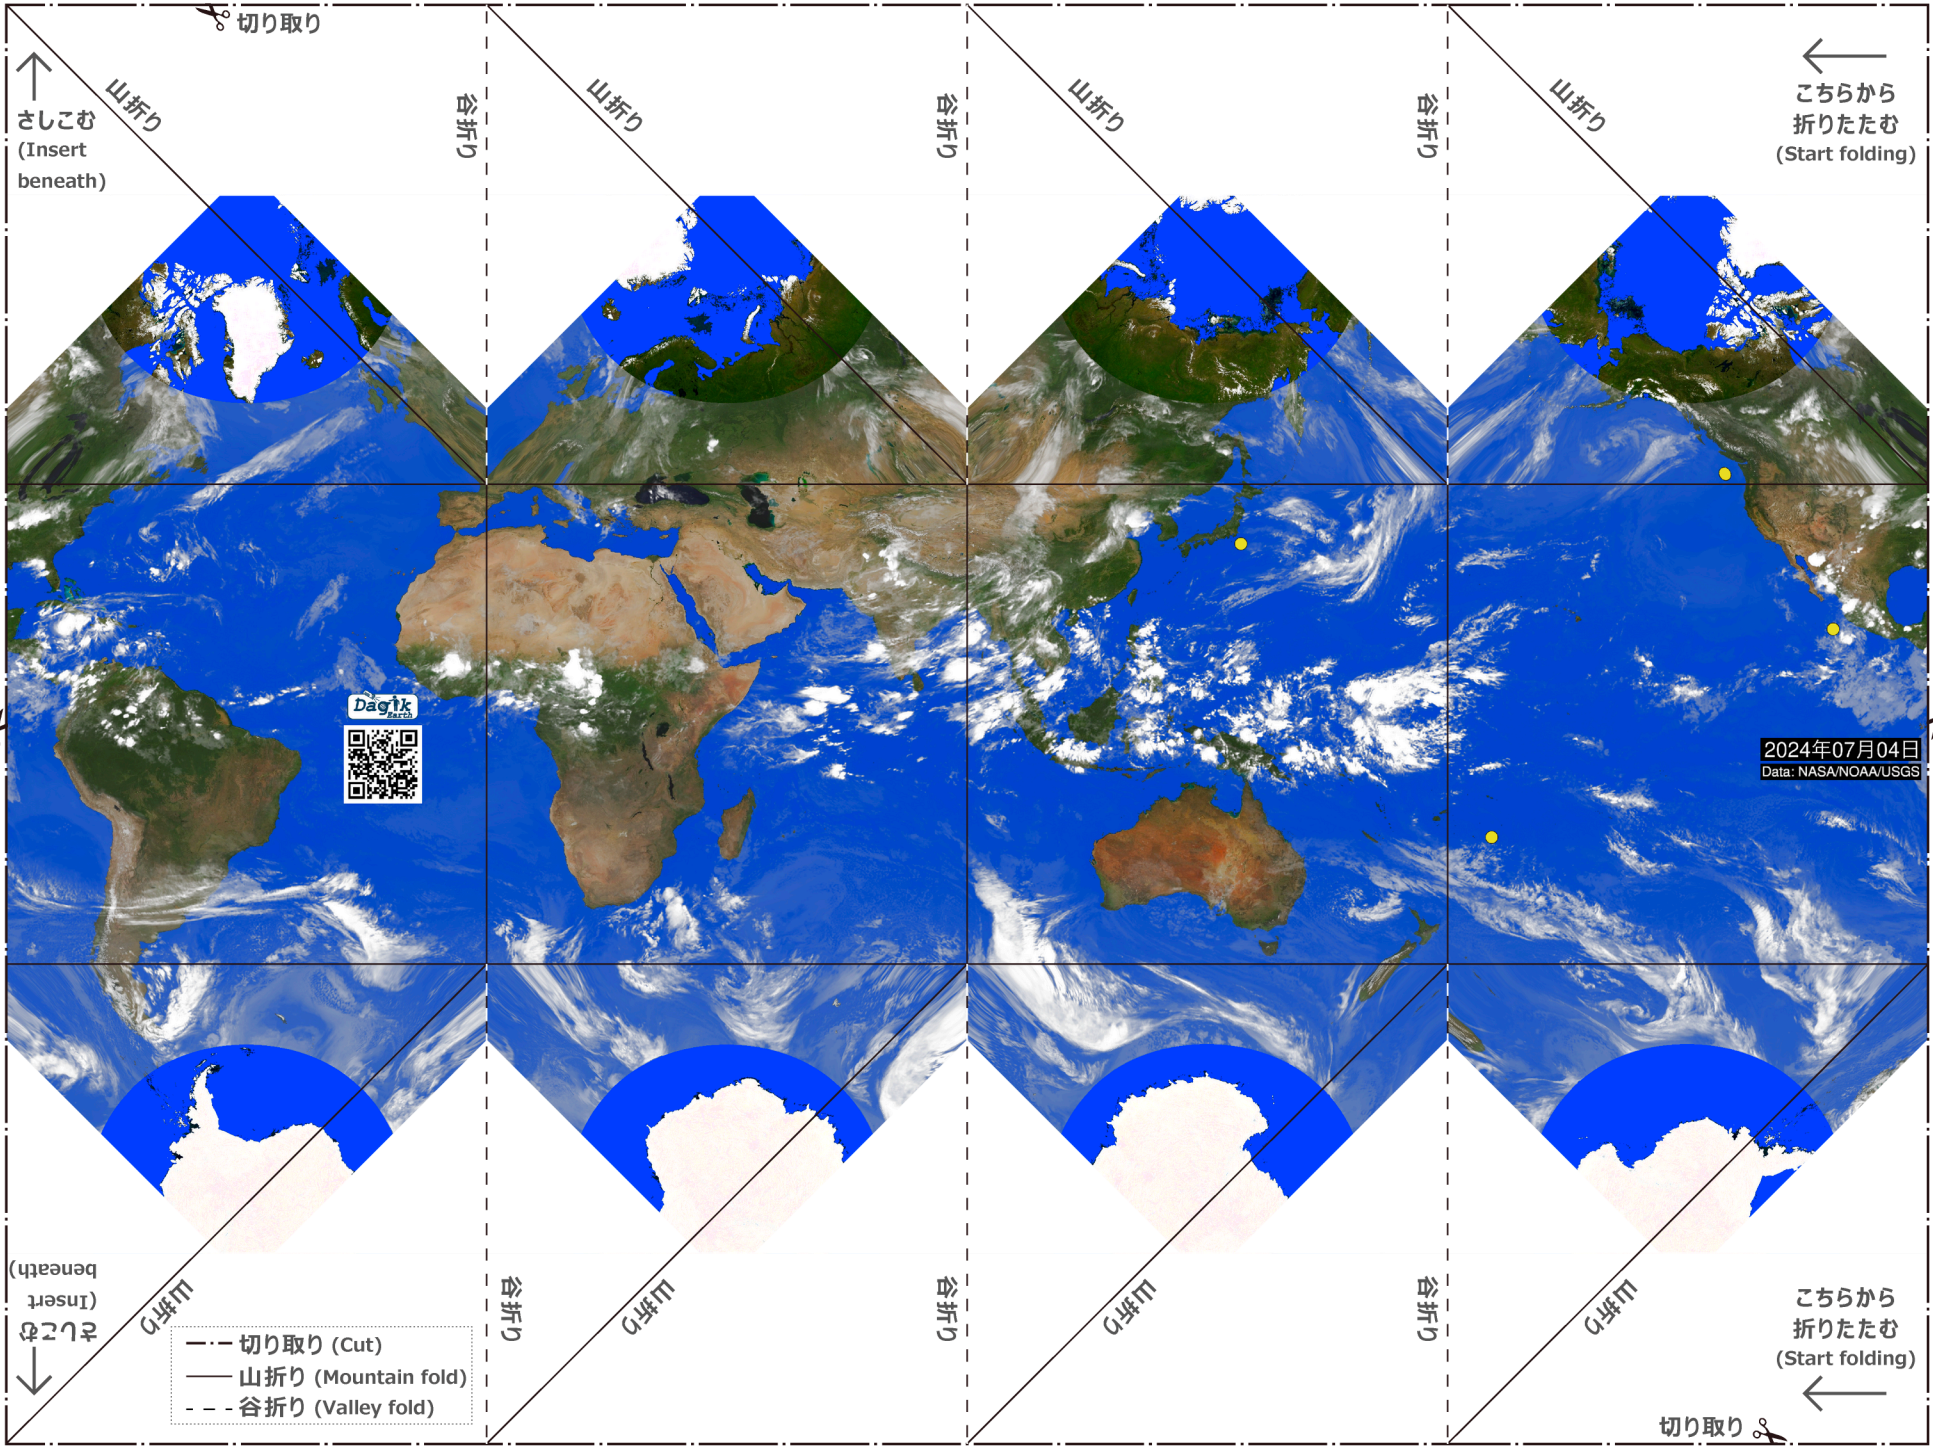 切り取り
さしこむ
(Insert
beneath)
山折り
谷折り
山折り
谷折り
山折り
谷折り
山折り
こちらから
折りたたむ
(Start folding)
Dagik
Earth
2024年07月04日
Data: NASA/NOAA/USGS
さしこむ
(Insert
beneath)
山折り
谷折り
山折り
谷折り
山折り
谷折り
山折り
こちらから
折りたたむ
(Start folding)
切り取り (Cut)
山折り (Mountain fold)
谷折り (Valley fold)
切り取り